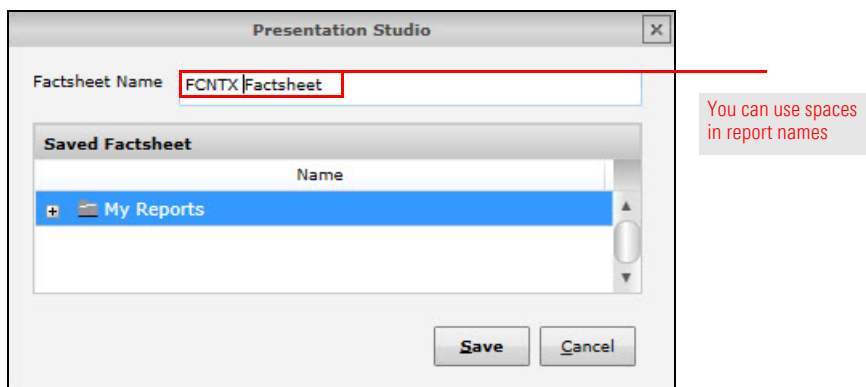 Presentation Studio
Factsheet Name
FCNTX Factsheet
You can use spaces
in report names
Saved Factsheet
Name
My Reports
Save
Cancel